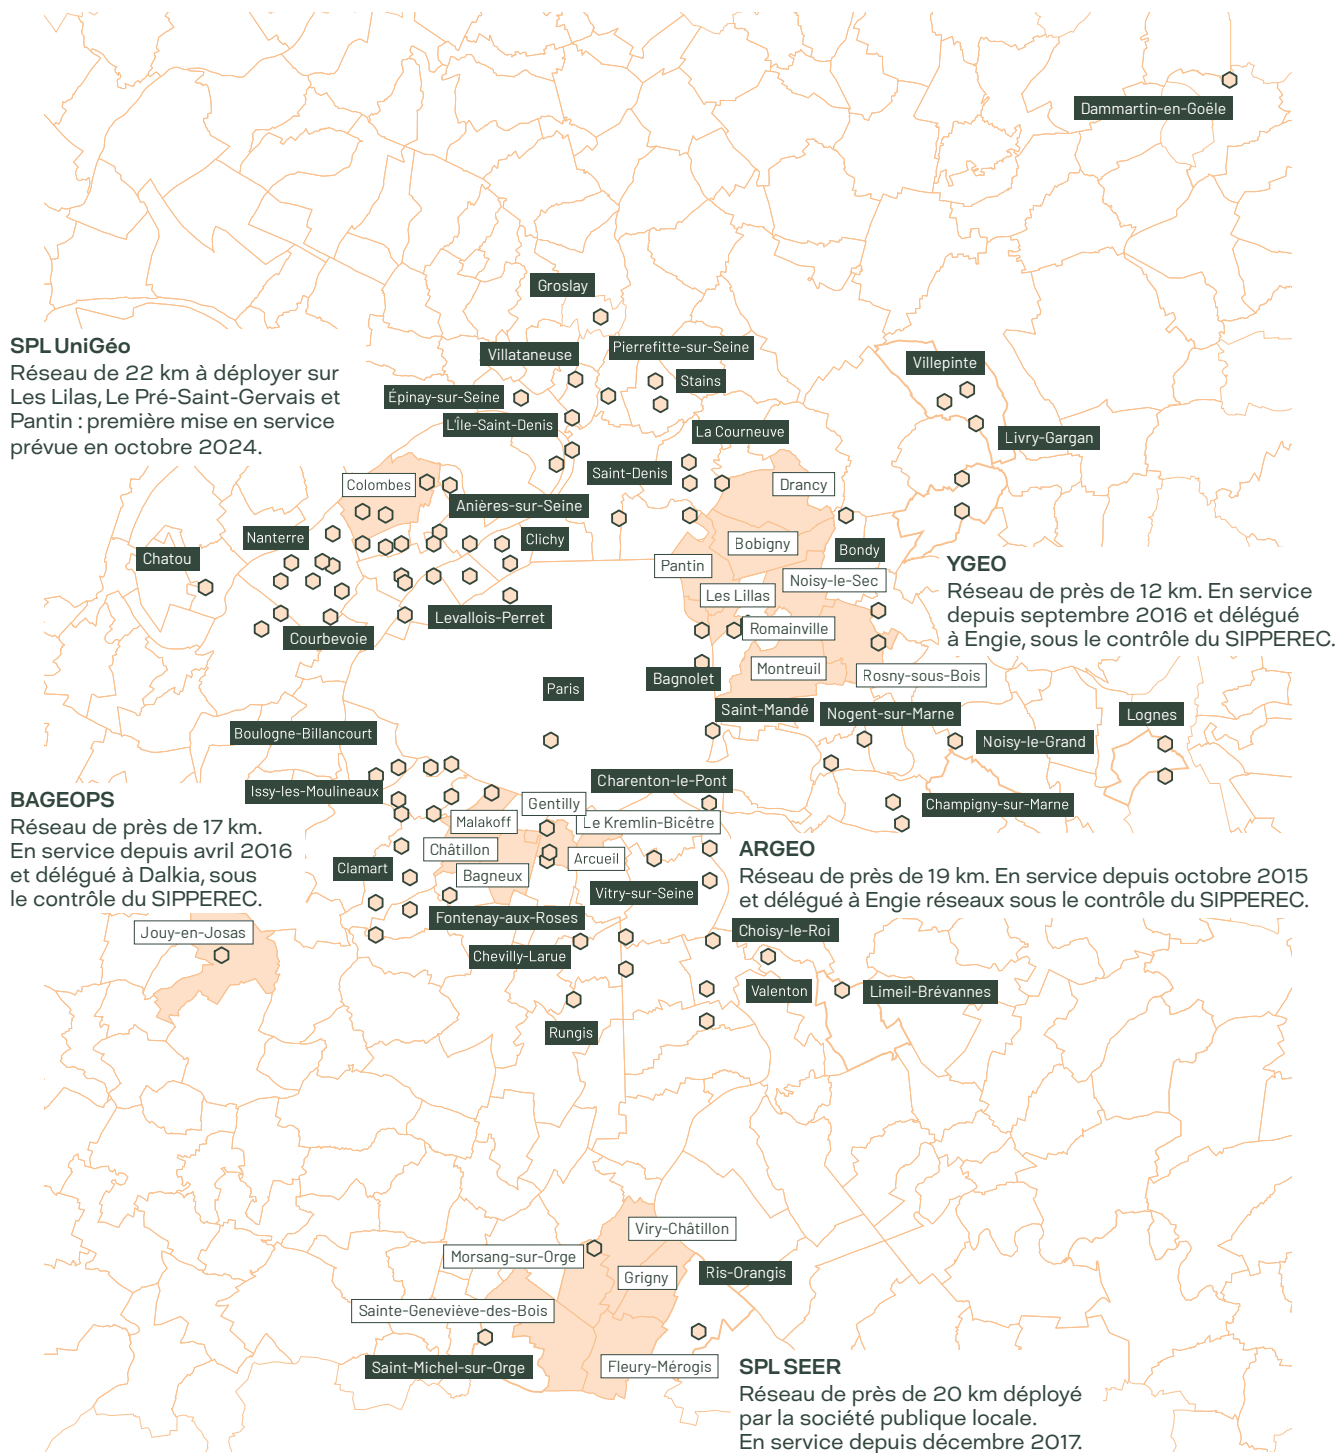 Dammartin-en-Goële
Groslay
SPL UniGéo
Réseau de 22 km à déployer sur
Les Lilas, Le Pré-Saint-Gervais et
Pantin : première mise en service
prévue en octobre 2024.
Pierrefitte-sur-Seine
Villataneuse
Stains
Villepinte
Épinay-sur-Seine
L'Île-Saint-Denis
La Courneuve
Livry-Gargan
Saint-Denis
Colombes
Drancy
Anières-sur-Seine
Nanterre
Clichy
Bobigny
Bondy
Chatou
Pantin
Noisy-le-Sec
YGEO
Réseau de près de 12 km. En service
depuis septembre 2016 et délégué
à Engie, sous le contrôle du SIPPEREC.
Les Lillas
Levallois-Perret
Romainville
Courbevoie
Montreuil
Bagnolet
Rosny-sous-Bois
Paris
Saint-Mandé
Nogent-sur-Marne
Lognes
Boulogne-Billancourt
Noisy-le-Grand
Charenton-le-Pont
Issy-les-Moulineaux
BAGEOPS
Réseau de près de 17 km.
En service depuis avril 2016
et délégué à Dalkia, sous
le contrôle du SIPPEREC.
Gentilly
Champigny-sur-Marne
Malakoff
Le Kremlin-Bicêtre
Châtillon
Arcueil
ARGEO
Réseau de près de 19 km. En service depuis octobre 2015
et délégué à Engie réseaux sous le contrôle du SIPPEREC.
Clamart
Bagneux
Vitry-sur-Seine
Fontenay-aux-Roses
Jouy-en-Josas
Choisy-le-Roi
Chevilly-Larue
Valenton
Limeil-Brévannes
Rungis
Viry-Châtillon
Morsang-sur-Orge
Grigny
Ris-Orangis
Sainte-Geneviève-des-Bois
Saint-Michel-sur-Orge
Fleury-Mérogis
SPL SEER
Réseau de près de 20 km déployé
par la société publique locale.
En service depuis décembre 2017.